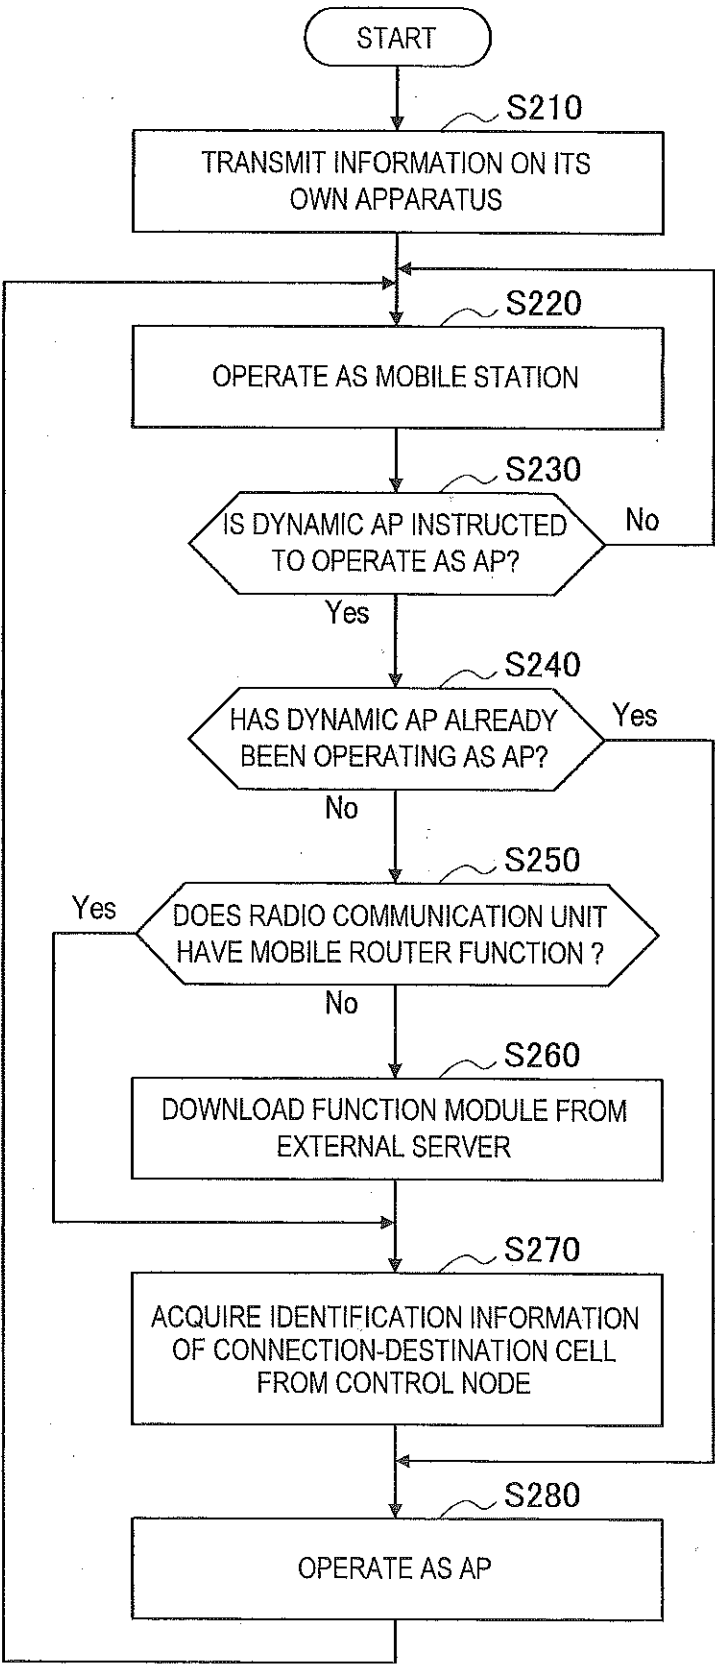 START
S210
TRANSMIT INFORMATION ON ITS
OWN APPARATUS
S220
OPERATE AS MOBILE STATION
S230
IS DYNAMIC AP INSTRUCTED
TO OPERATE AS AP?
No
Yes
S240
HAS DYNAMIC AP ALREADY
BEEN OPERATING AS AP?
Yes
No
S250
Yes
DOES RADIO COMMUNICATION UNIT
HAVE MOBILE ROUTER FUNCTION ?
No
S260
DOWNLOAD FUNCTION MODULE FROM
EXTERNAL SERVER
S270
ACQUIRE IDENTIFICATION INFORMATION
OF CONNECTION-DESTINATION CELL
FROM CONTROL NODE
S280
OPERATE AS AP